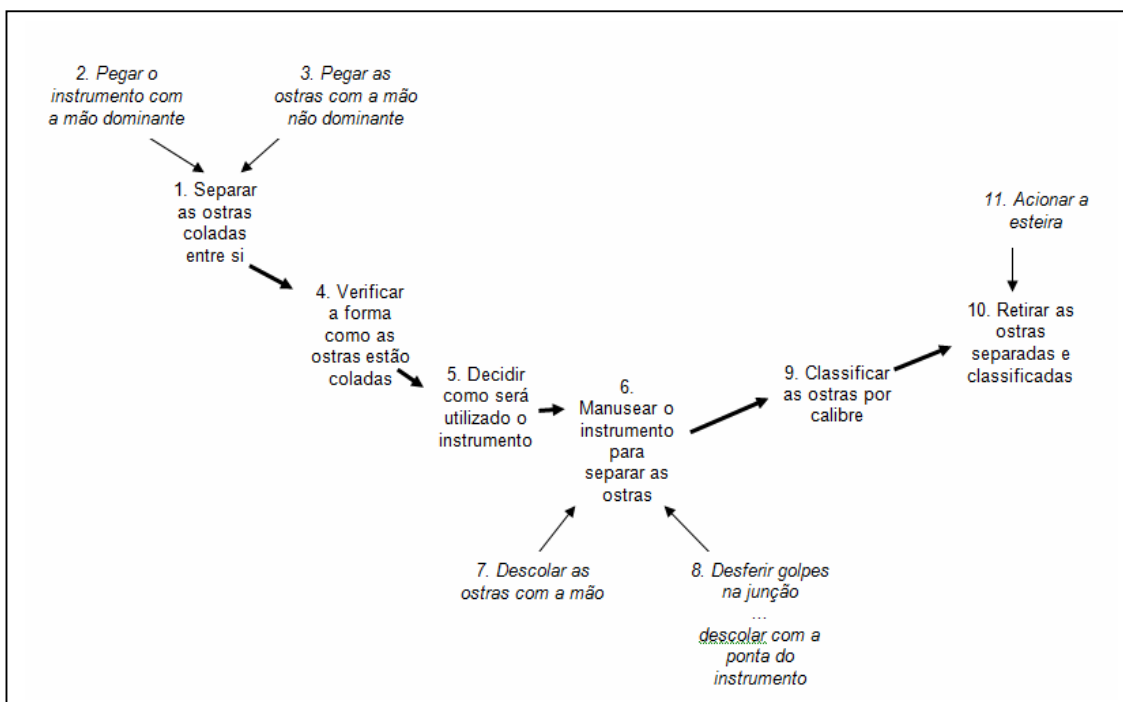 2. Pegar o
instrumento com
a mão dominante
3. Pegar as
ostras com a mão
não dominante
1. Separar
as ostras
coladas
entre si
4. Verificar
a forma
como as
ostras estão
coladas
5. Decidir
como será
utilizado o
instrumento
6.
Manusear o
instrumento
para
separar as
ostras
7. Descolar as
ostras com a mão
8. Desferir golpes
na junção
...
descolar com a
ponta do
instrumento
9. Classificar
as ostras por
calibre
10. Retirar as
ostras
separadas e
classificadas
11. Acionar a
esteira